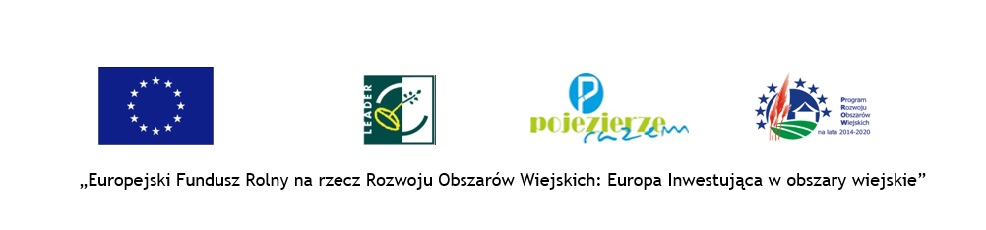 LEADER
P
pojezierze
razem
Program
Rozwoju
Obszarów
Wiejskich
na lata 2014-2020
„Europejski Fundusz Rolny na rzecz Rozwoju Obszarów Wiejskich: Europa Inwestująca w obszary wiejskie”